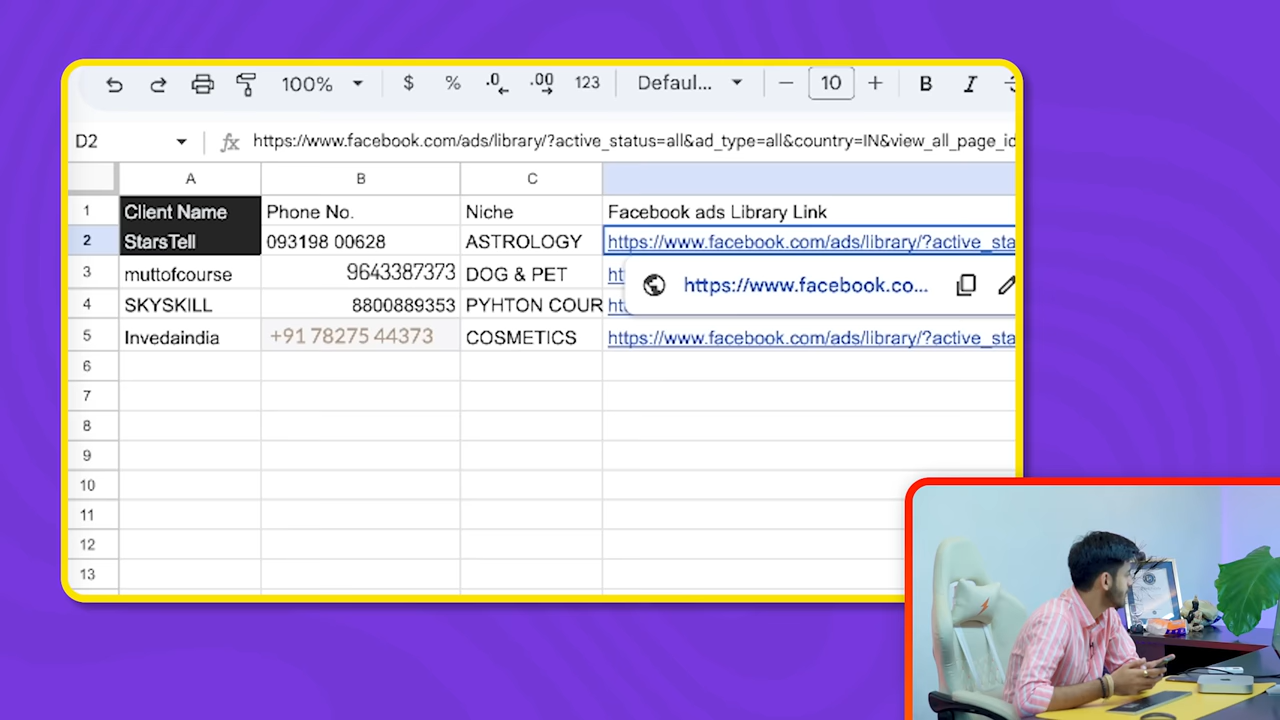 100% $ % .0 .00 123 Defaul... — 10 + B I
D2 fx https://www.facebook.com/ads/library/?active_status=all&ad_type=all&country=IN&view_all_page_id
A B C
1 Client Name Phone No. Niche Facebook ads Library Link
2 StarsTell 093198 00628 ASTROLOGY https://www.facebook.com/ads/library/?active_sta
3 muttofcourse 9643387373 DOG & PET
https://www.facebook.co...
4 SKYSKILL 8800889353 PYHTON COUR
5 Invedaindia +91 78275 44373 COSMETICS https://www.facebook.com/ads/library/?active_sta
6
7
8
9
10
11
12
13